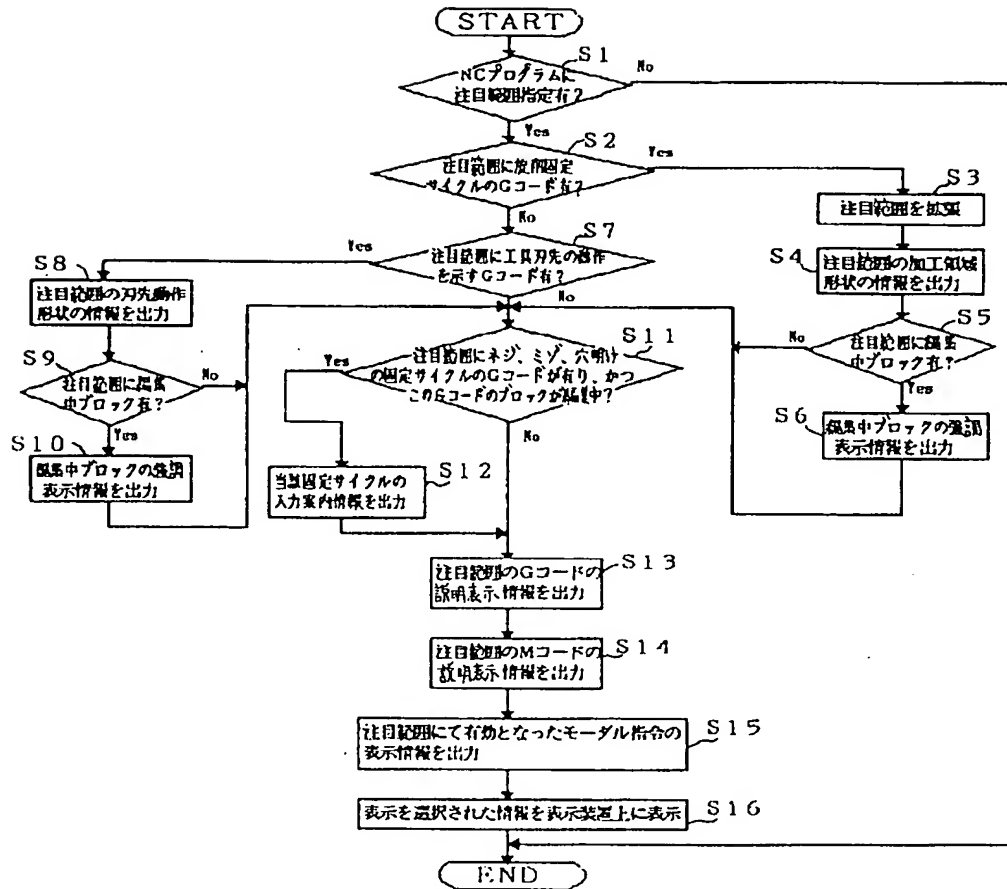 START
S1
NCプログラムに
注目範囲指定有?
No
Yes
S2
注目範囲に旋削固定
サイクルのGコード有?
Yes
No
S3
注目範囲を拡張
S4
注目範囲の加工領域
形状の情報を出力
S5
注目範囲に編集
中ブロック有?
No
Yes
S6
編集中ブロックの強調
表示情報を出力
S7
注目範囲に工具刃先の動作
を示すGコード有?
Yes
No
S8
注目範囲の刃先動作
形状の情報を出力
S9
注目範囲に編集
中ブロック有?
No
Yes
S10
編集中ブロックの強調
表示情報を出力
S11
注目範囲にネジ、ミゾ、穴明け
の固定サイクルのGコードが有り、かつ
このGコードのブロックが編集中?
Yes
No
S12
当該固定サイクルの
入力案内情報を出力
S13
注目範囲のGコードの
説明表示情報を出力
S14
注目範囲のMコードの
説明表示情報を出力
S15
注目範囲にて有効となったモーダル指令の
表示情報を出力
S16
表示を選択された情報を表示装置上に表示
END